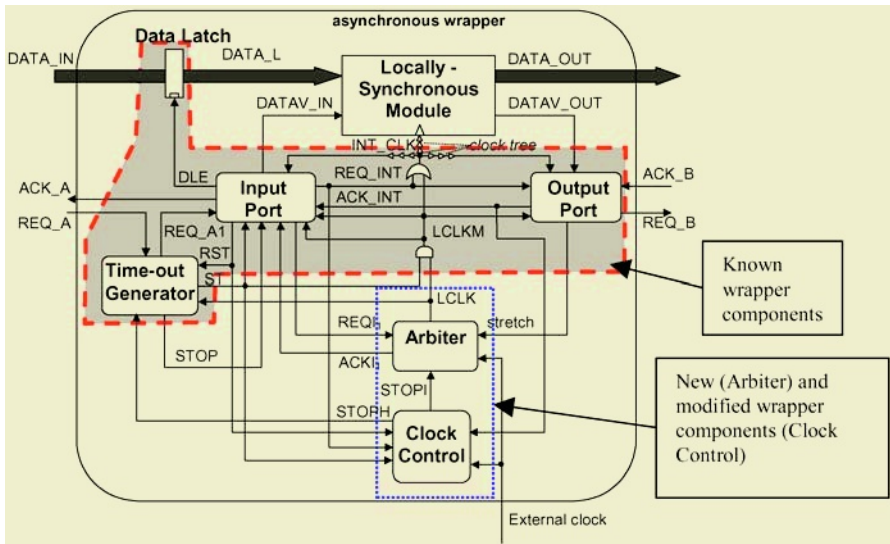 asynchronous wrapper
Data Latch
DATA_IN
DATA_L
DATA_OUT
Locally -
Synchronous
Module
DATAV_IN
DATAV_OUT
INT_CLK
clock tree
DLE
REQ_INT
ACK_A
Input
Port
ACK_INT
Output
Port
ACK_B
REQ_A
REQ_A1
LCLKM
REQ_B
RST
Time-out
Generator
ST
LCLK
Known
wrapper
components
REQI
Arbiter
stretch
STOP
ACKI
STOPI
New (Arbiter) and
modified wrapper
components (Clock
Control)
STOPH
Clock
Control
External clock